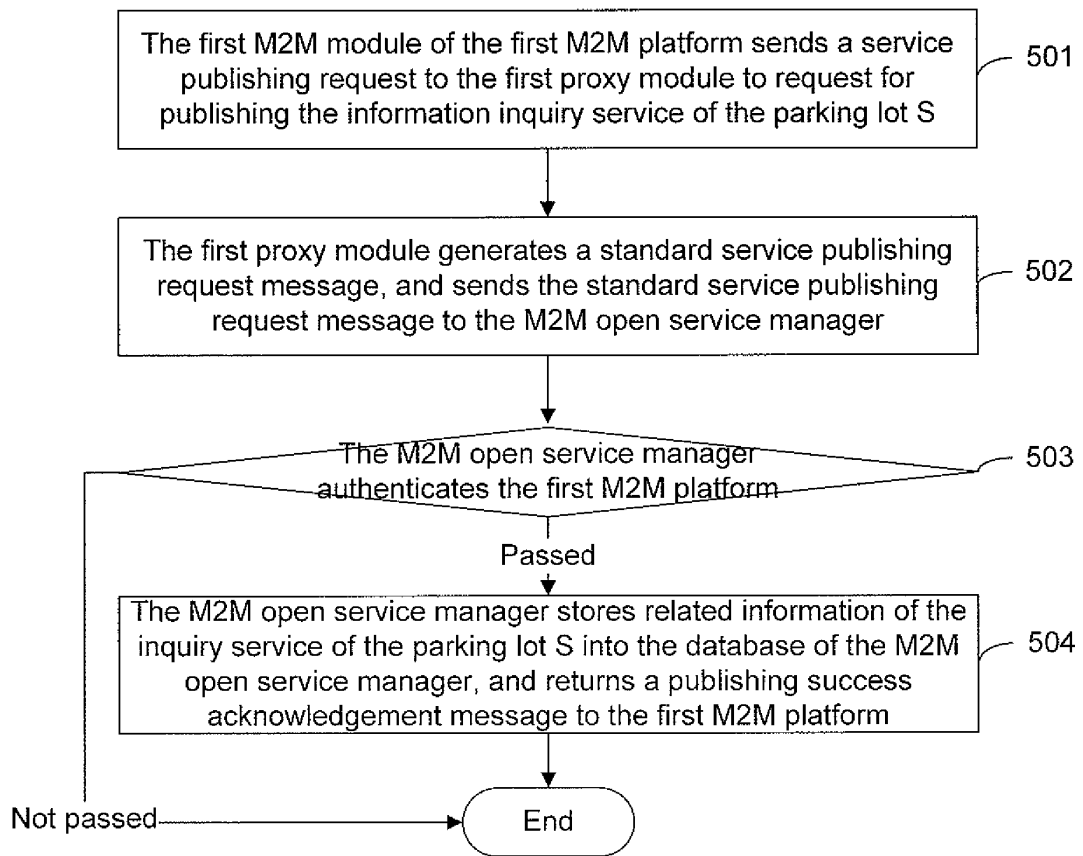 The first M2M module of the first M2M platform sends a service
publishing request to the first proxy module to request for
publishing the information inquiry service of the parking lot S
501
The first proxy module generates a standard service publishing
request message, and sends the standard service publishing
request message to the M2M open service manager
502
The M2M open service manager
authenticates the first M2M platform
503
Passed
The M2M open service manager stores related information of the
inquiry service of the parking lot S into the database of the M2M
open service manager, and returns a publishing success
acknowledgement message to the first M2M platform
504
Not passed
End